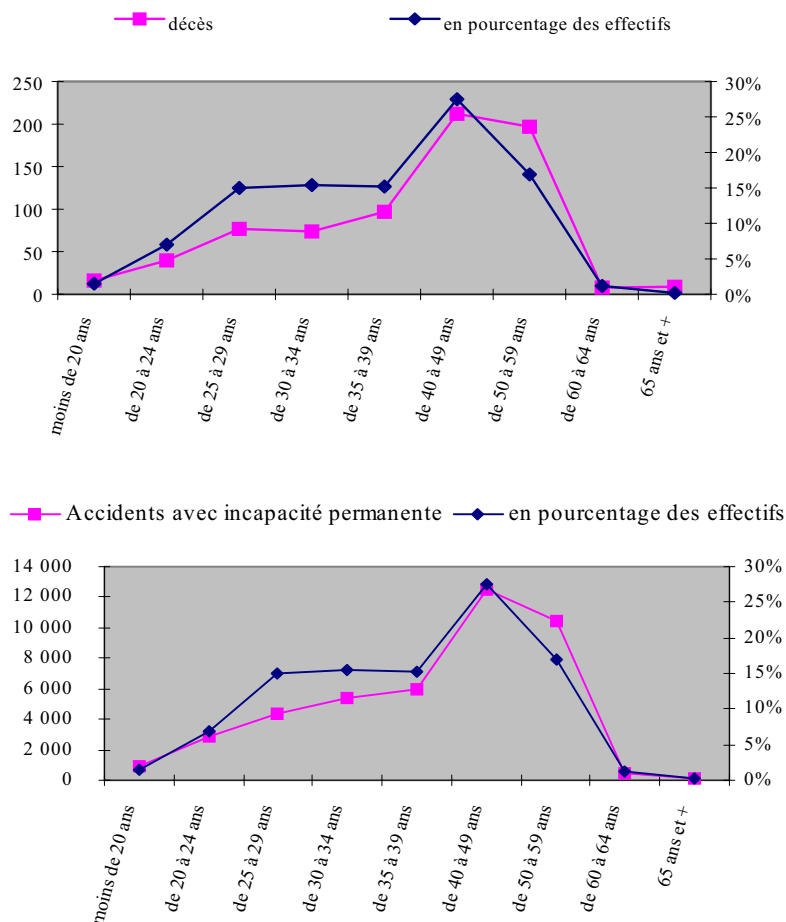 décès en pourcentage des effectifs
250 30%
200 25%
150 20%
100 15%
50 10%
0 5%
0%
moins de 20 ans
de 20 à 24 ans
de 25 à 29 ans
de 30 à 34 ans
de 35 à 39 ans
de 40 à 49 ans
de 50 à 59 ans
de 60 à 64 ans
65 ans et +
Accidents avec incapacité permanente en pourcentage des effectifs
14 000 30%
12 000 25%
10 000 20%
8 000 15%
6 000 10%
4 000 5%
2 000 0%
0
moins de 20 ans
de 20 à 24 ans
de 25 à 29 ans
de 30 à 34 ans
de 35 à 39 ans
de 40 à 49 ans
de 50 à 59 ans
de 60 à 64 ans
65 ans et +